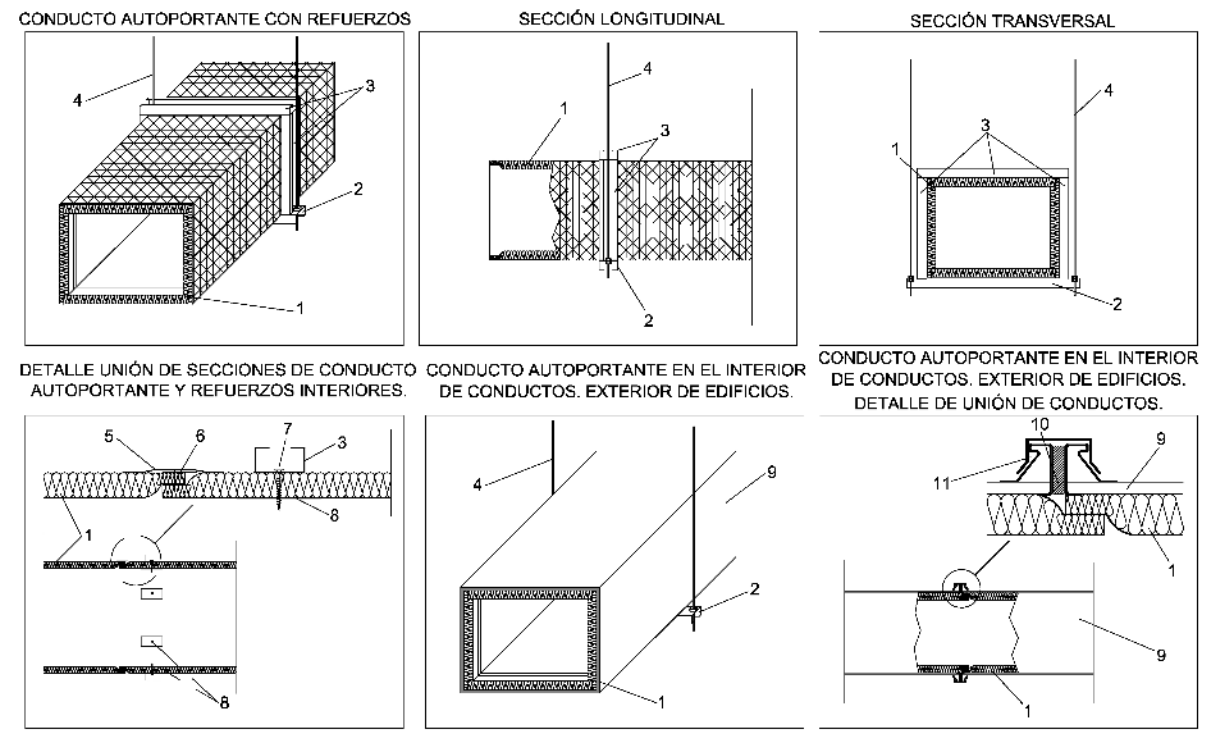 CONDUCTO AUTOPORTANTE CON REFUERZOS
4
3
2
1
SECCIÓN LONGITUDINAL
4
1
3
2
SECCIÓN TRANSVERSAL
4
3
1
2
DETALLE UNIÓN DE SECCIONES DE CONDUCTO
AUTOPORTANTE Y REFUERZOS INTERIORES.
5
6
7
3
8
1
8
CONDUCTO AUTOPORTANTE EN EL INTERIOR
DE CONDUCTOS. EXTERIOR DE EDIFICIOS.
4
9
2
1
CONDUCTO AUTOPORTANTE EN EL INTERIOR
DE CONDUCTOS. EXTERIOR DE EDIFICIOS.
DETALLE DE UNIÓN DE CONDUCTOS.
10
9
11
1
9
1